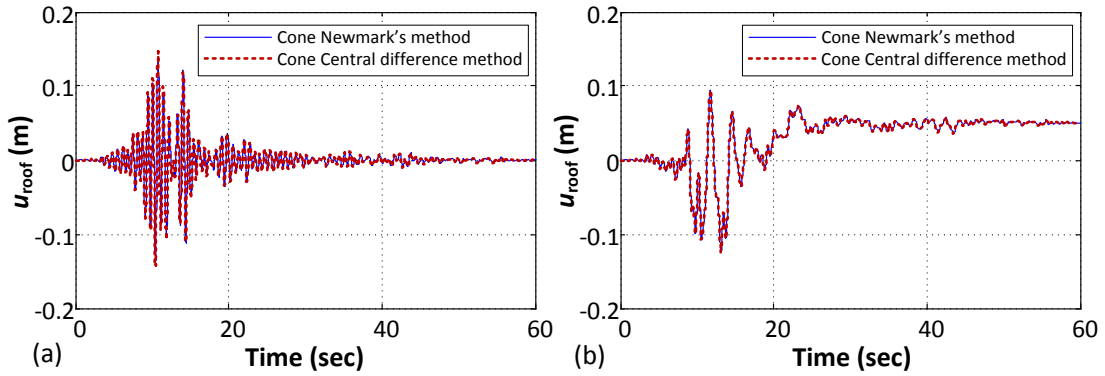 0.2
0.1
0
-0.1
-0.2
u_roof (m)
Cone Newmark's method
Cone Central difference method
0 20 40 60
Time (sec)
(a)
0.2
0.1
0
-0.1
-0.2
u_roof (m)
Cone Newmark's method
Cone Central difference method
0 20 40 60
Time (sec)
(b)